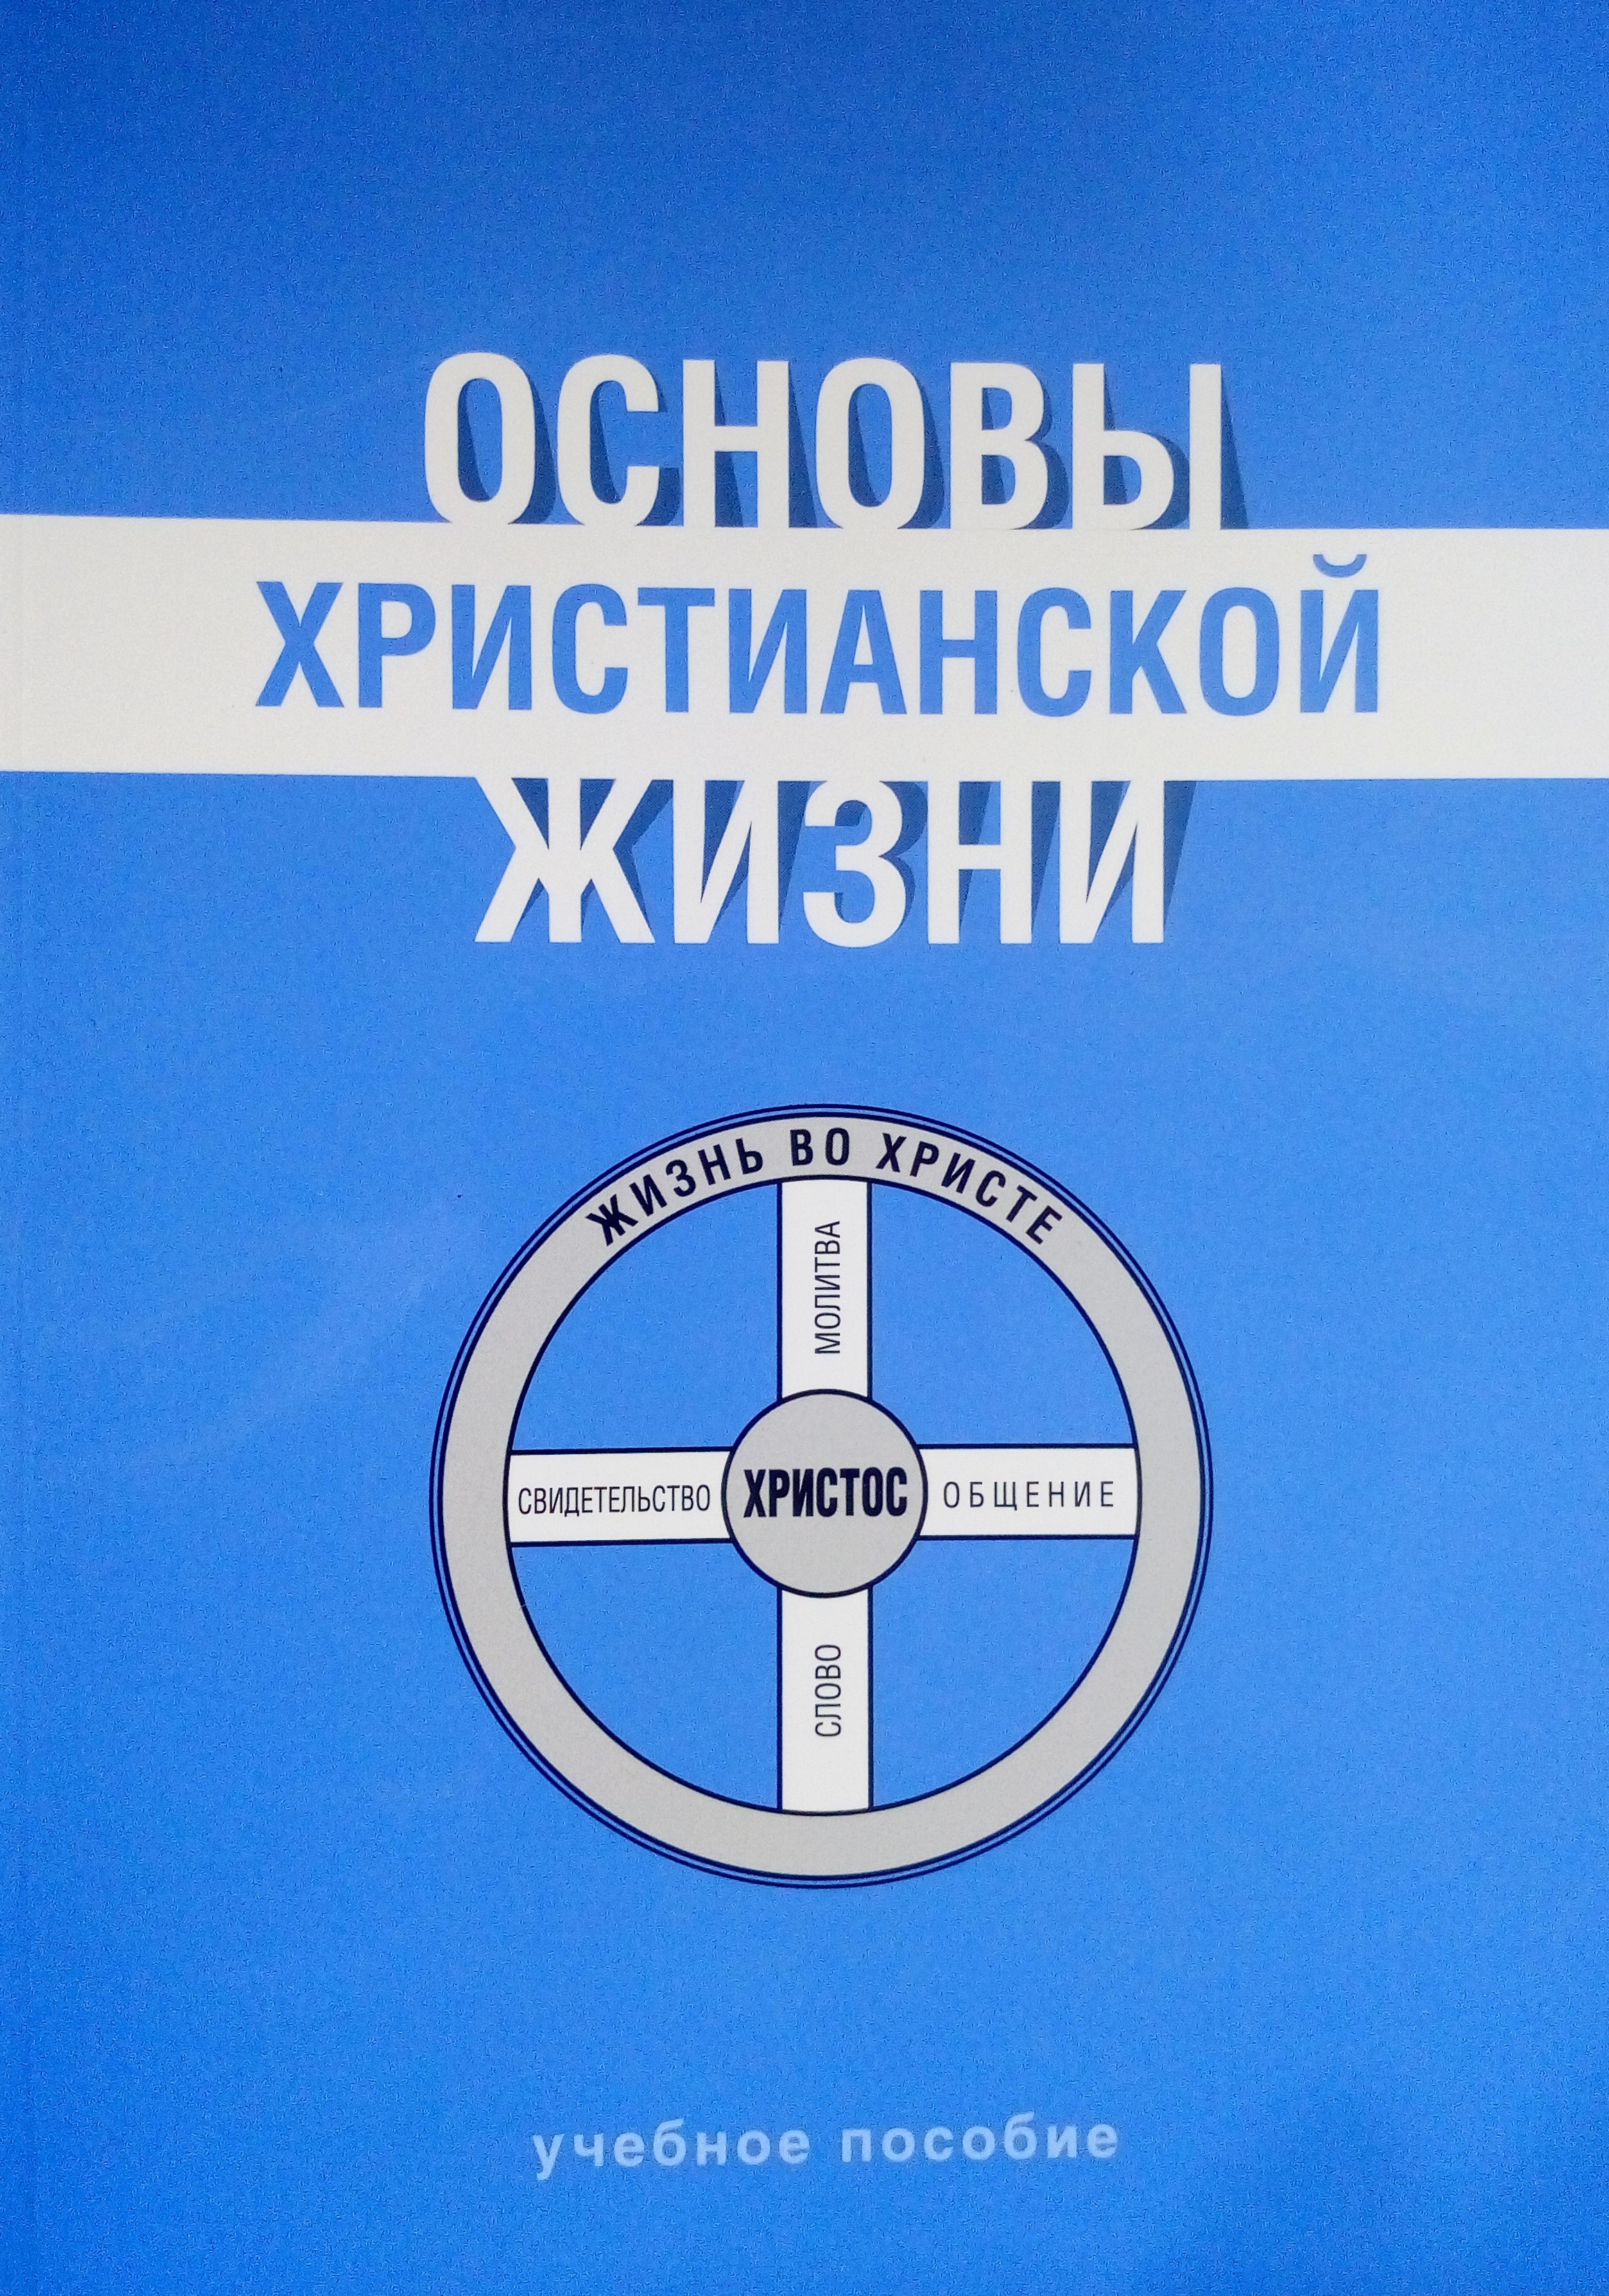 ОСНОВЫ
ХРИСТИАНСКОЙ
ЖИЗНИ
ЖИЗНЬ ВО ХРИСТЕ
МОЛИТВА
СВИДЕТЕЛЬСТВО
ХРИСТОС
ОБЩЕНИЕ
СЛОВО
учебное пособие